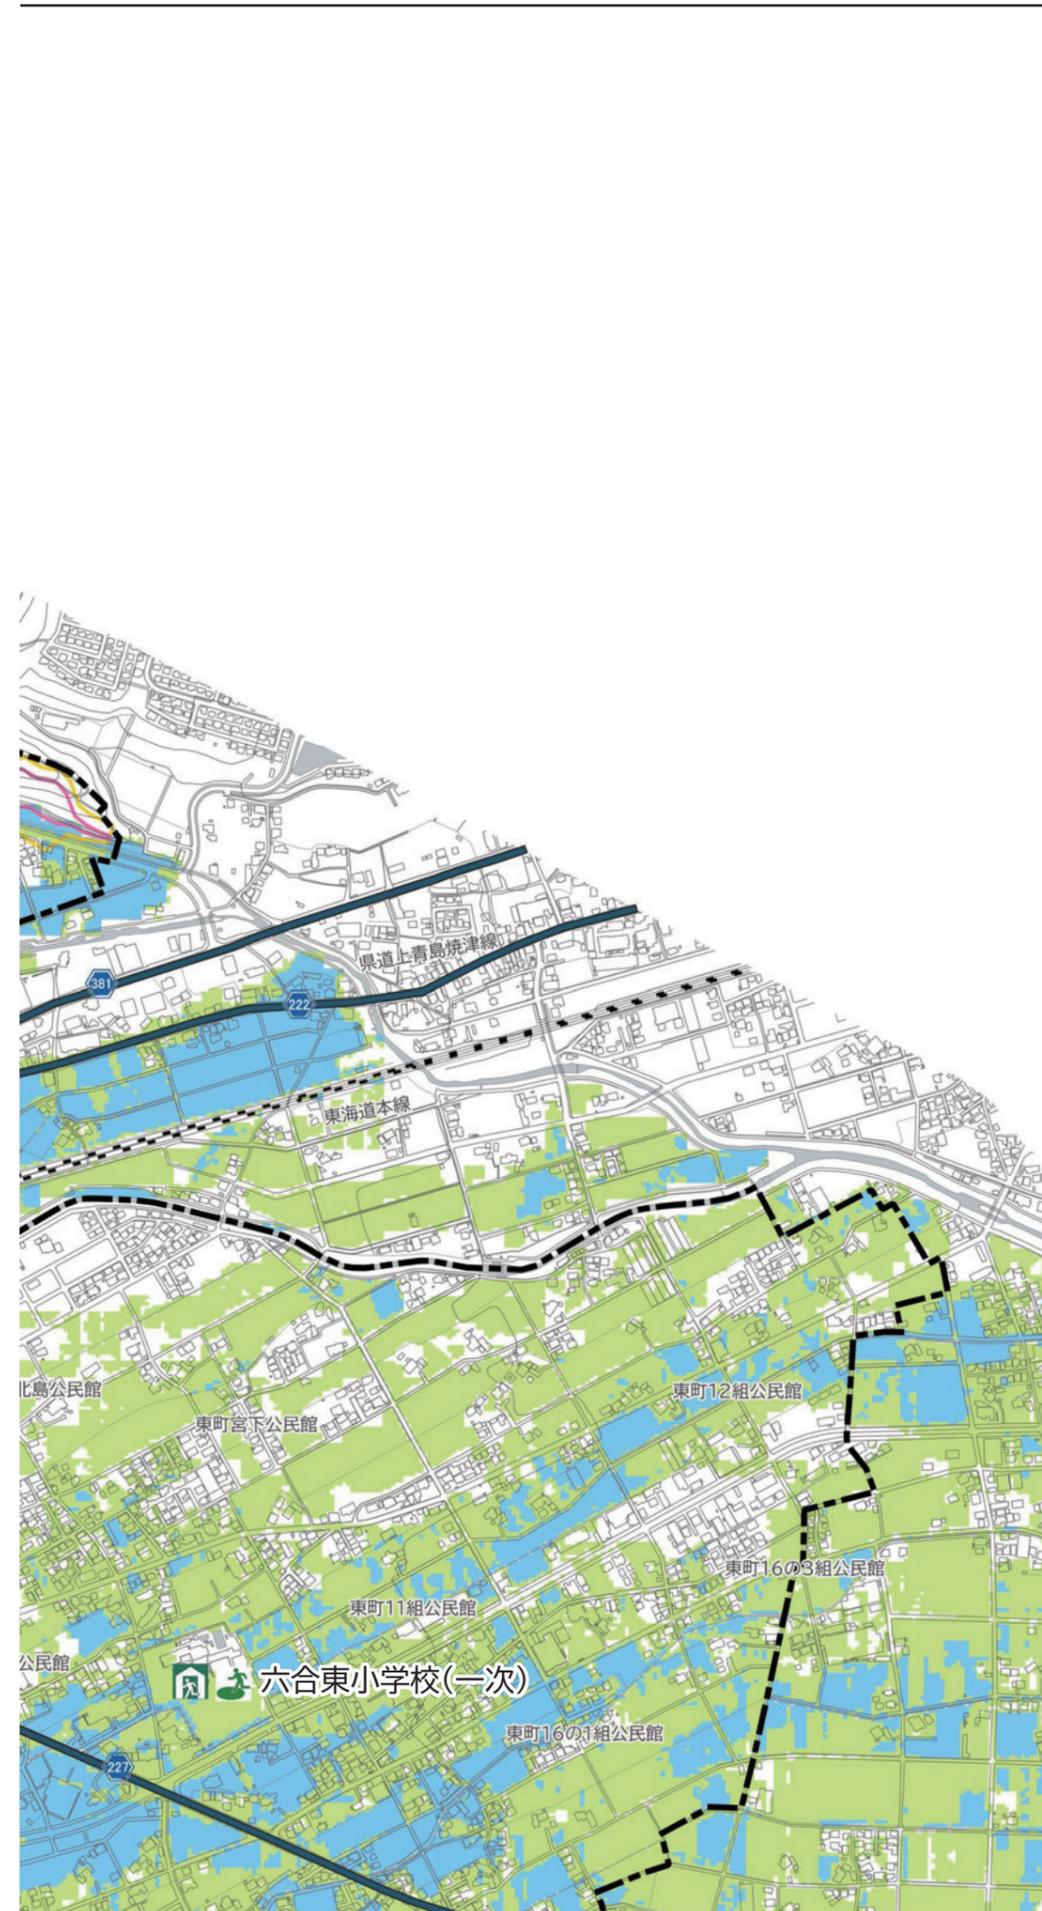 県道上青島焼津線
381
222
東海道本線
北島公民館
東町12組公民館
東町宮下公民館
東町16の3組公民館
東町11組公民館
公民館
六合東小学校(一次)
東町16の1組公民館
227